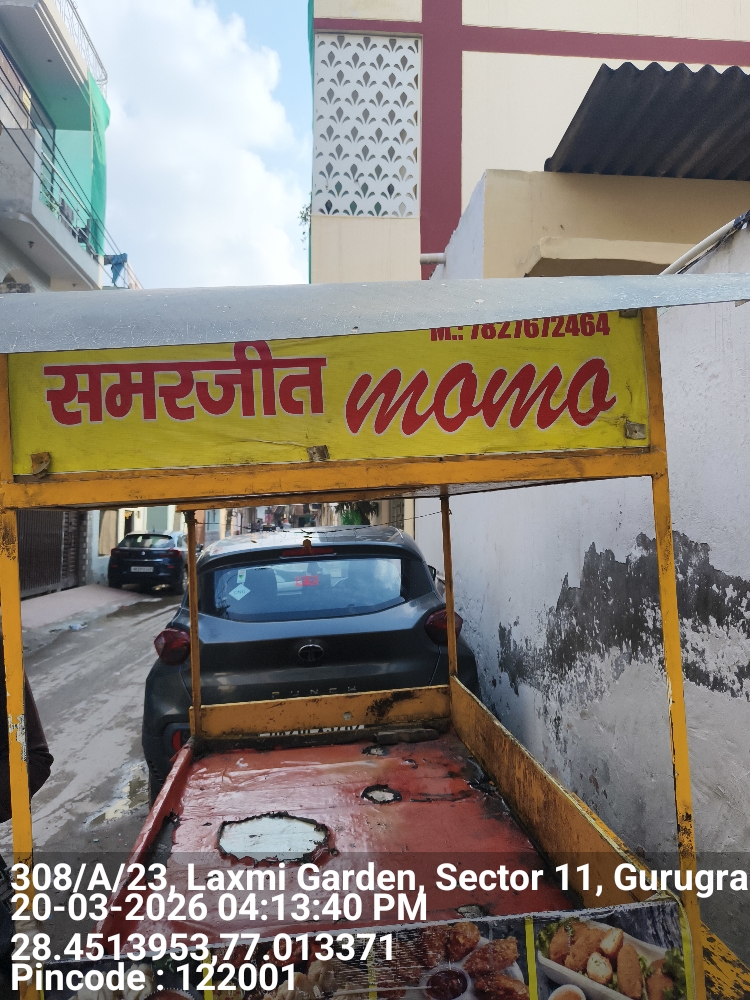 M.: 7827672464
समरजीत momo
PUNCH
308/A/23, Laxmi Garden, Sector 11, Gurugra
20-03-2026 04:13:40 PM
28.4513953,77.013371
Pincode : 122001